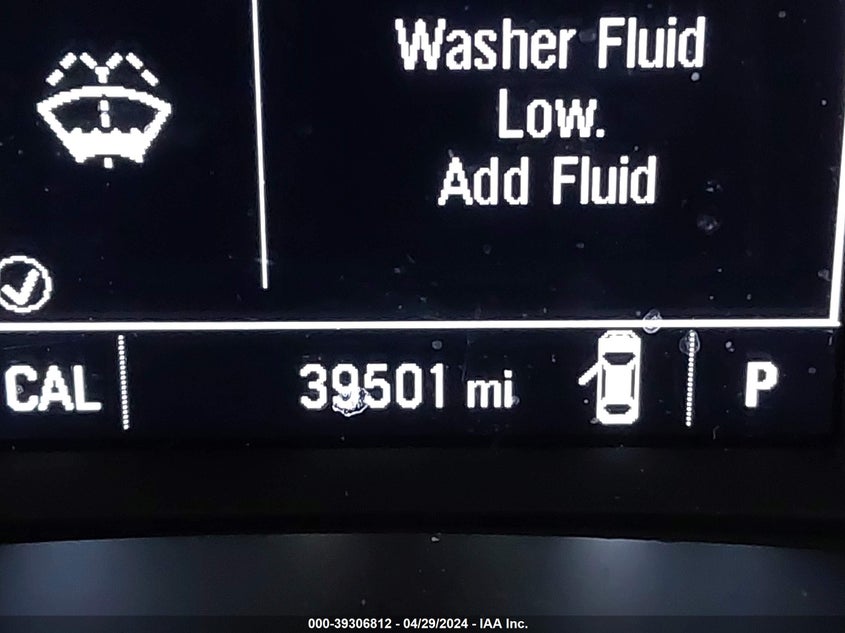 Washer Fluid
Low.
Add Fluid
CAL 39501 mi P
000-39306812 - 04/29/2024 - IAA Inc.